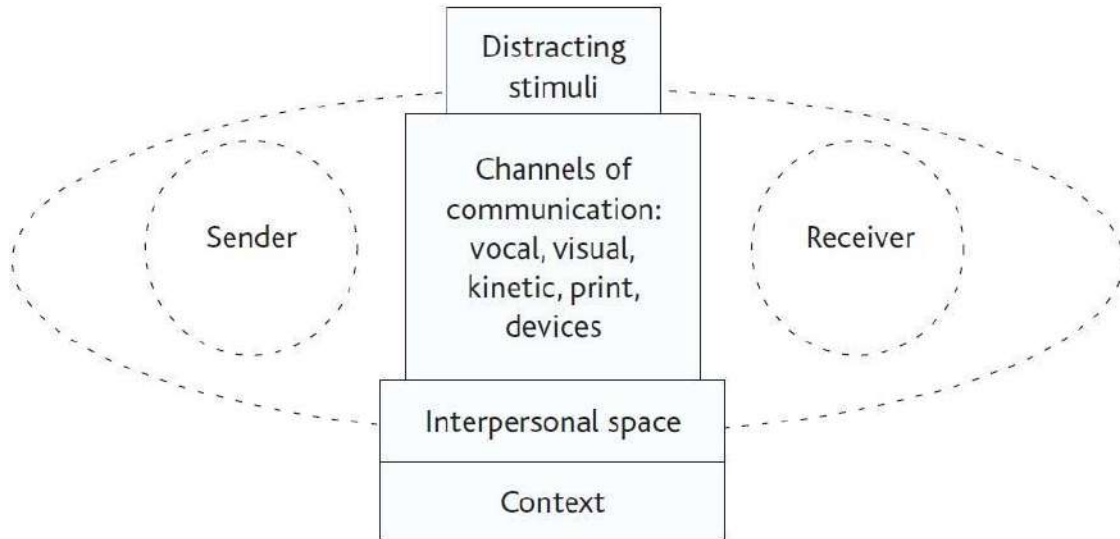 Distracting
stimuli
Sender
Channels of
communication:
vocal, visual,
kinetic, print,
devices
Receiver
Interpersonal space
Context